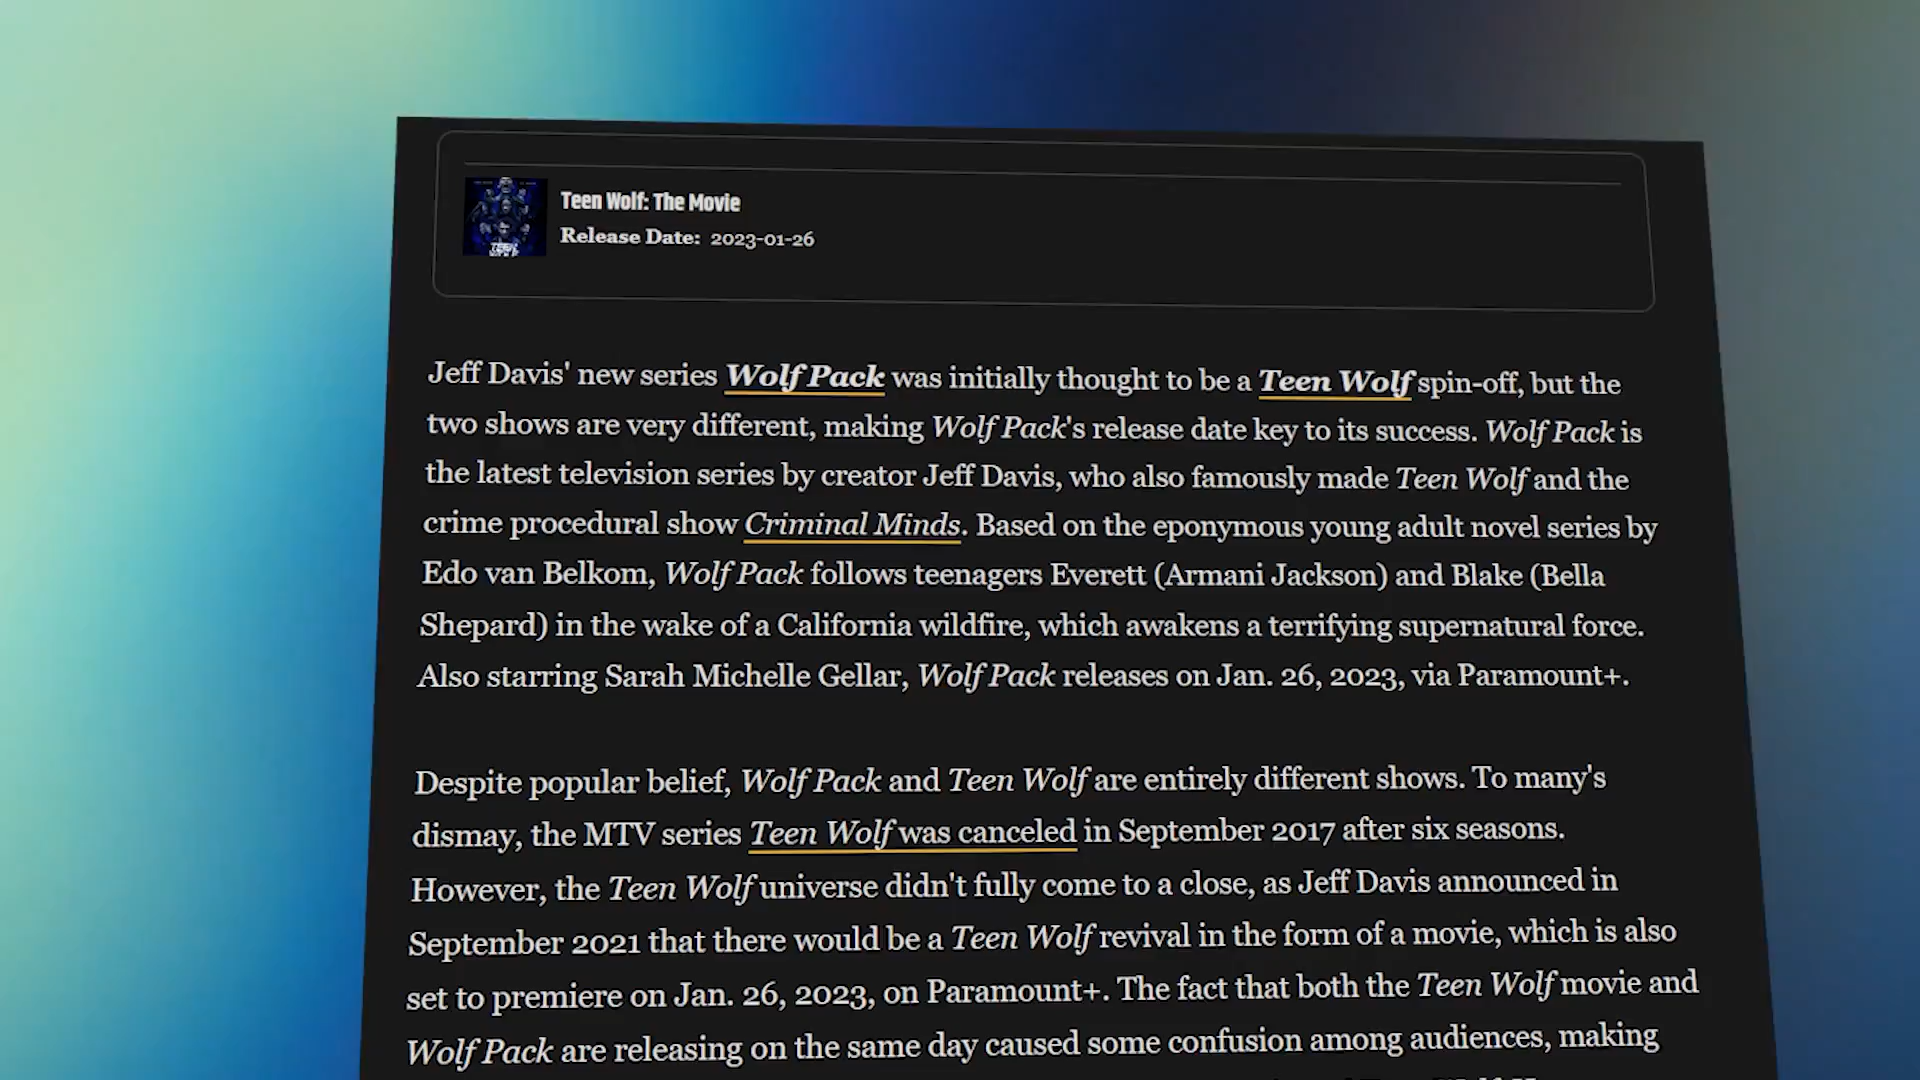 Teen Wolf: The Movie
Release Date: 2023-01-26
Jeff Davis' new series Wolf Pack was initially thought to be a Teen Wolf spin-off, but the
two shows are very different, making Wolf Pack's release date key to its success. Wolf Pack is
the latest television series by creator Jeff Davis, who also famously made Teen Wolf and the
crime procedural show Criminal Minds. Based on the eponymous young adult novel series by
Edo van Belkom, Wolf Pack follows teenagers Everett (Armani Jackson) and Blake (Bella
Shepard) in the wake of a California wildfire, which awakens a terrifying supernatural force.
Also starring Sarah Michelle Gellar, Wolf Pack releases on Jan. 26, 2023, via Paramount+.
Despite popular belief, Wolf Pack and Teen Wolf are entirely different shows. To many's
dismay, the MTV series Teen Wolf was canceled in September 2017 after six seasons.
However, the Teen Wolf universe didn't fully come to a close, as Jeff Davis announced in
September 2021 that there would be a Teen Wolf revival in the form of a movie, which is also
set to premiere on Jan. 26, 2023, on Paramount+. The fact that both the Teen Wolf movie and
Wolf Pack are releasing on the same day caused some confusion among audiences, making